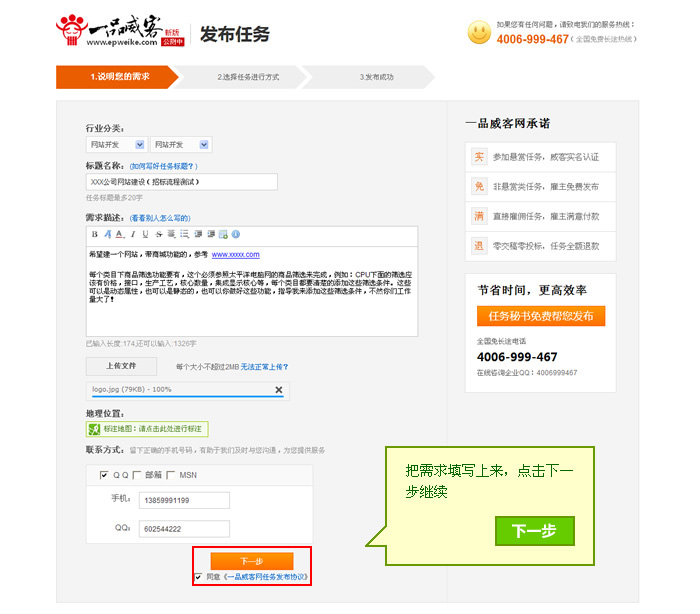 一品威客 新版
www.epweike.com 公测中
发布任务
如果您有任何问题，请致电我们的服务热线：
4006-999-467（全国免费长途热线）
1.说明您的需求
2.选择任务进行方式
3.发布成功
行业分类：
网站开发 网站开发
标题名称：(如何写好任务标题？)
XXX公司网站建设（招标流程测试）
任务标题最多20字
需求描述：(看看别人怎么写的)
B A A I U S
希望建一个网站，带商城功能的，参考 www.xxxxx.com
每个类目下商品筛选功能要有，这个必须参照太平洋电脑网的商品筛选来完成，例如：CPU下面的筛选应
该有价格，接口，生产工艺，核心数量，集成显示核心等，每个类目都要清楚的添加这些筛选条件。这些
可以是动态属性，也可以是静态的，也可以你做好这些功能，指导我来添加这些筛选条件，不然你们工作
量大了！
已输入长度:174,还可以输入:1326字
上传文件 每个大小不超过2MB 无法正常上传？
logo.jpg (79KB) - 100%
地理位置：
标注地图：请点击此处进行标注
联系方式：留下正确的手机号码，有助于我们及时与您沟通，为您提供服务
Q Q 邮箱 MSN
手机： 13859991199
QQ： 602544222
下一步
同意《一品威客网任务发布协议》
一品威客网承诺
实 参加悬赏任务，威客实名认证
免 非悬赏类任务，雇主免费发布
满 直接雇佣任务，雇主满意付款
退 零交稿零投标，任务全额退款
节省时间，更高效率
任务秘书免费帮您发布
全国免长途电话
4006-999-467
在线咨询企业QQ：4006999467
把需求填写上来，点击下一
步继续
下一步